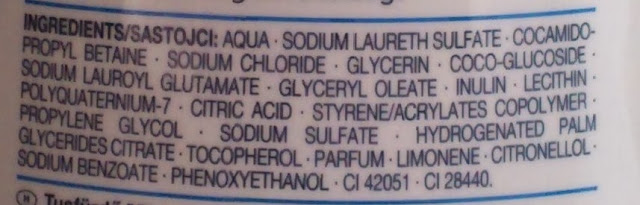 INGREDIENTS/SASTOJCI: AQUA · SODIUM LAURETH SULFATE · COCAMIDO-
PROPYL BETAINE · SODIUM CHLORIDE · GLYCERIN · COCO-GLUCOSIDE ·
SODIUM LAUROYL GLUTAMATE · GLYCERYL OLEATE · INULIN · LECITHIN ·
POLYQUATERNIUM-7 · CITRIC ACID · STYRENE/ACRYLATES COPOLYMER ·
PROPYLENE GLYCOL · SODIUM SULFATE · HYDROGENATED PALM
GLYCERIDES CITRATE · TOCOPHEROL · PARFUM · LIMONENE · CITRONELLOL ·
SODIUM BENZOATE · PHENOXYETHANOL · CI 42051 · CI 28440.
H